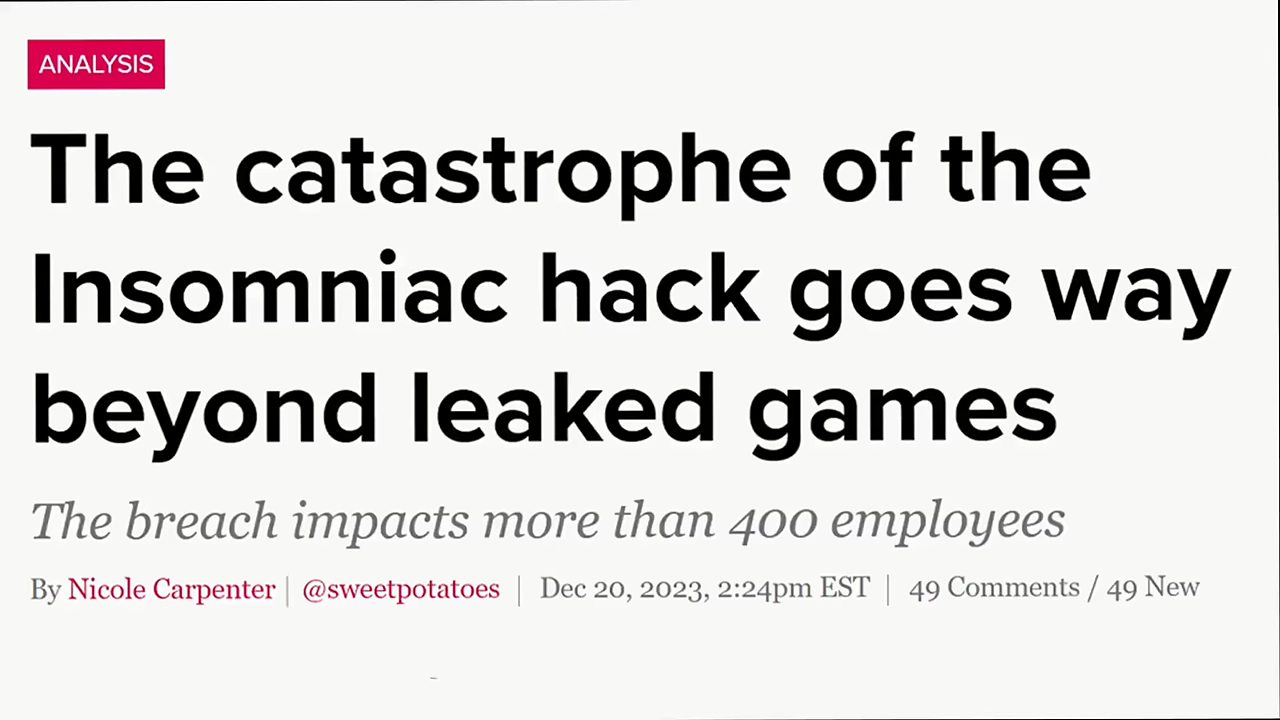 ANALYSIS
The catastrophe of the
Insomniac hack goes way
beyond leaked games
The breach impacts more than 400 employees
By Nicole Carpenter | @sweetpotatoes | Dec 20, 2023, 2:24pm EST | 49 Comments / 49 New